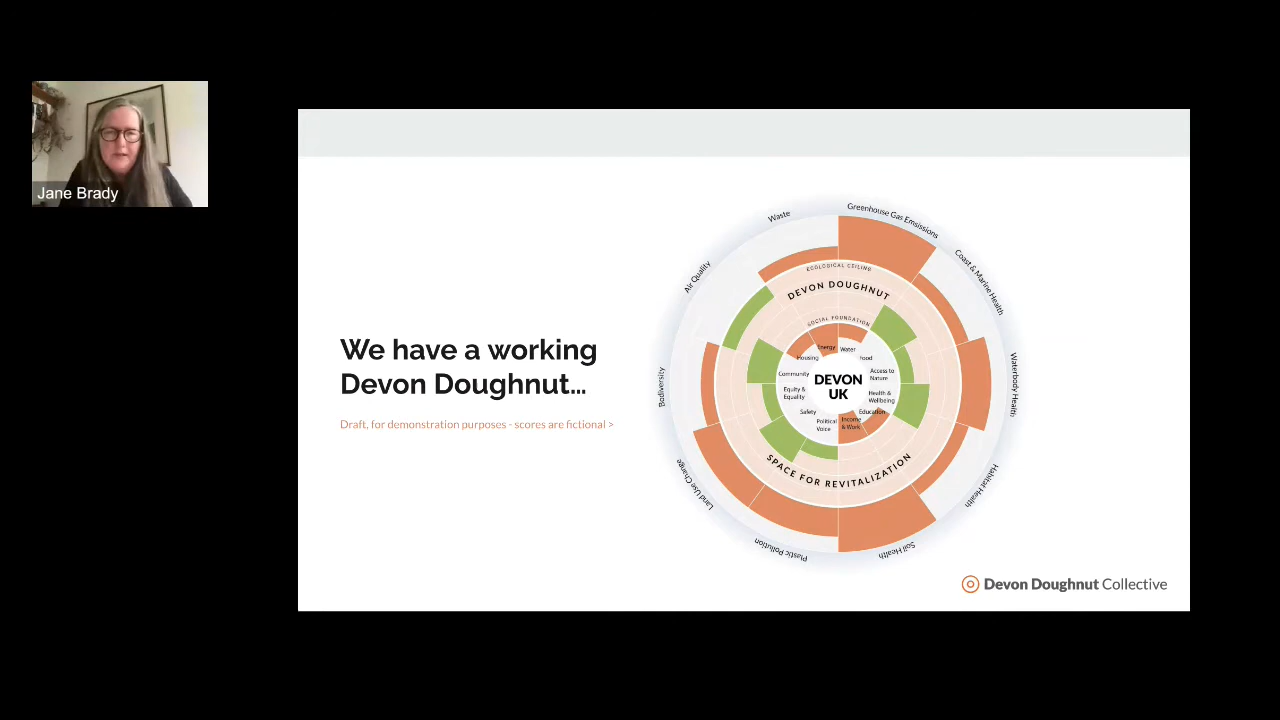 Jane Brady
We have a working
Devon Doughnut...
Draft, for demonstration purposes - scores are fictional >
Waste
Greenhouse Gas Emsissions
Air Quality
Coast & Marine Health
ECOLOGICAL CEILING
DEVON DOUGHNUT
SOCIAL FOUNDATION
Energy
Water
Housing
Food
Community
Access to
Nature
DEVON
UK
Equity &
Equality
Health &
Wellbeing
Safety
Education
Political
Voice
Income
& Work
Biodiversity
Waterbody Health
SPACE FOR REVITALIZATION
Land Use Change
Habitat Health
Plastic Pollution
Soil Health
Devon Doughnut Collective